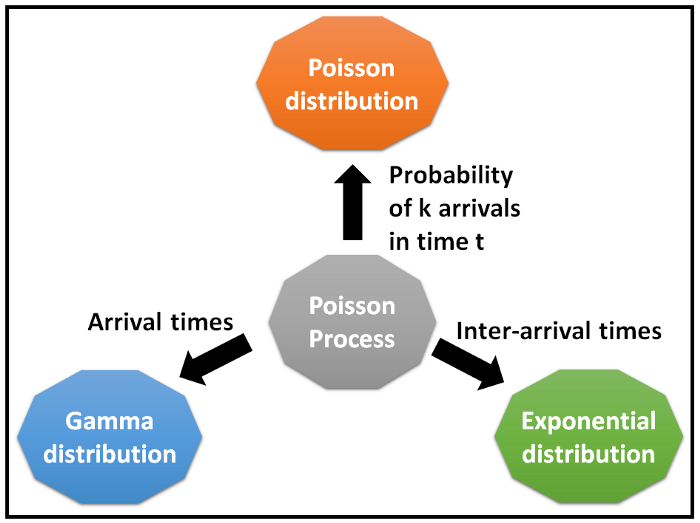 Poisson
distribution
Probability
of k arrivals
in time t
Poisson
Process
Arrival times
Inter-arrival times
Gamma
distribution
Exponential
distribution